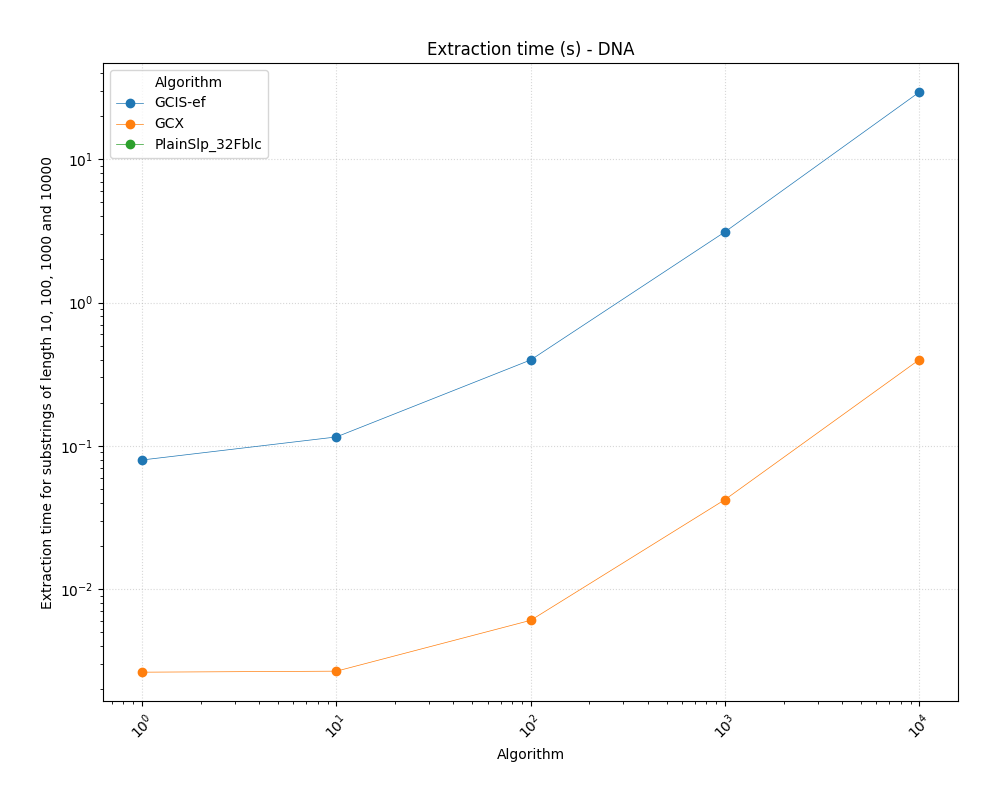 Extraction time (s) - DNA
Algorithm
GCIS-ef
GCX
PlainSlp_32Fblc
Extraction time for substrings of length 10, 100, 1000 and 10000
10¹
10⁰
10⁻¹
10⁻²
10⁰
10¹
10²
10³
10⁴
Algorithm